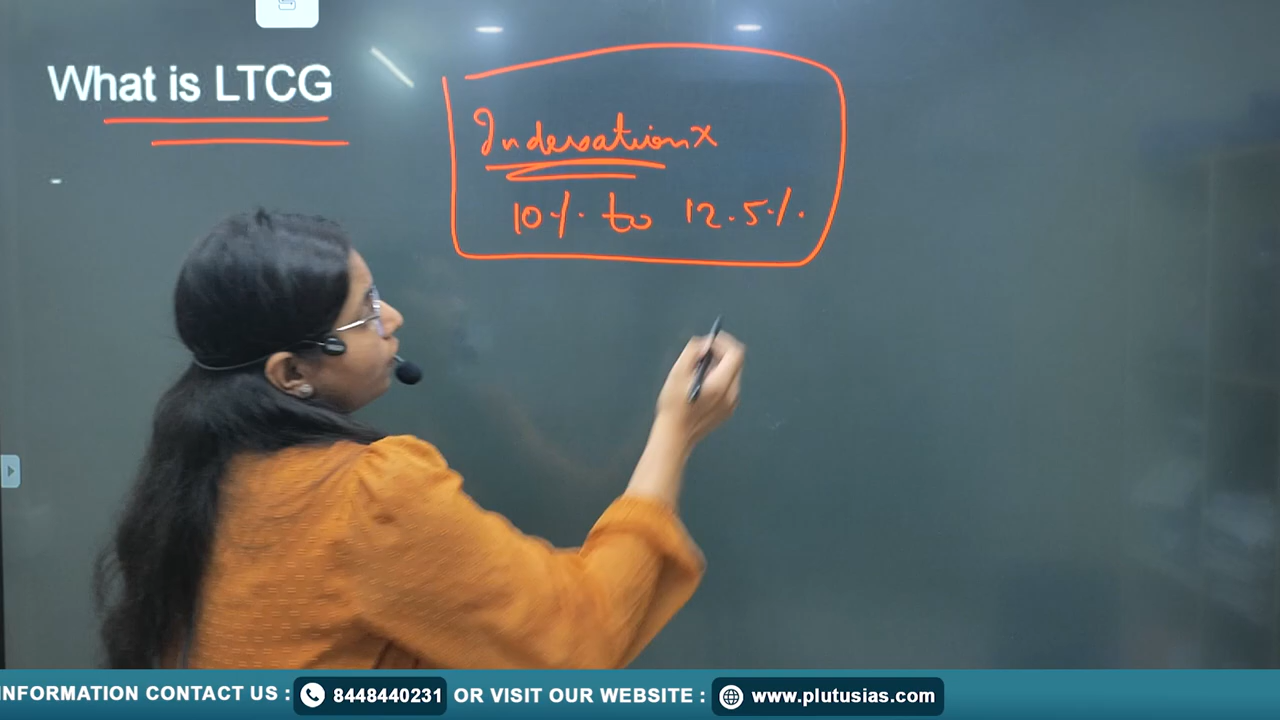 What is LTCG
Indexation x
10% to 12.5%
INFORMATION CONTACT US : 8448440231 OR VISIT OUR WEBSITE : www.plutusias.com